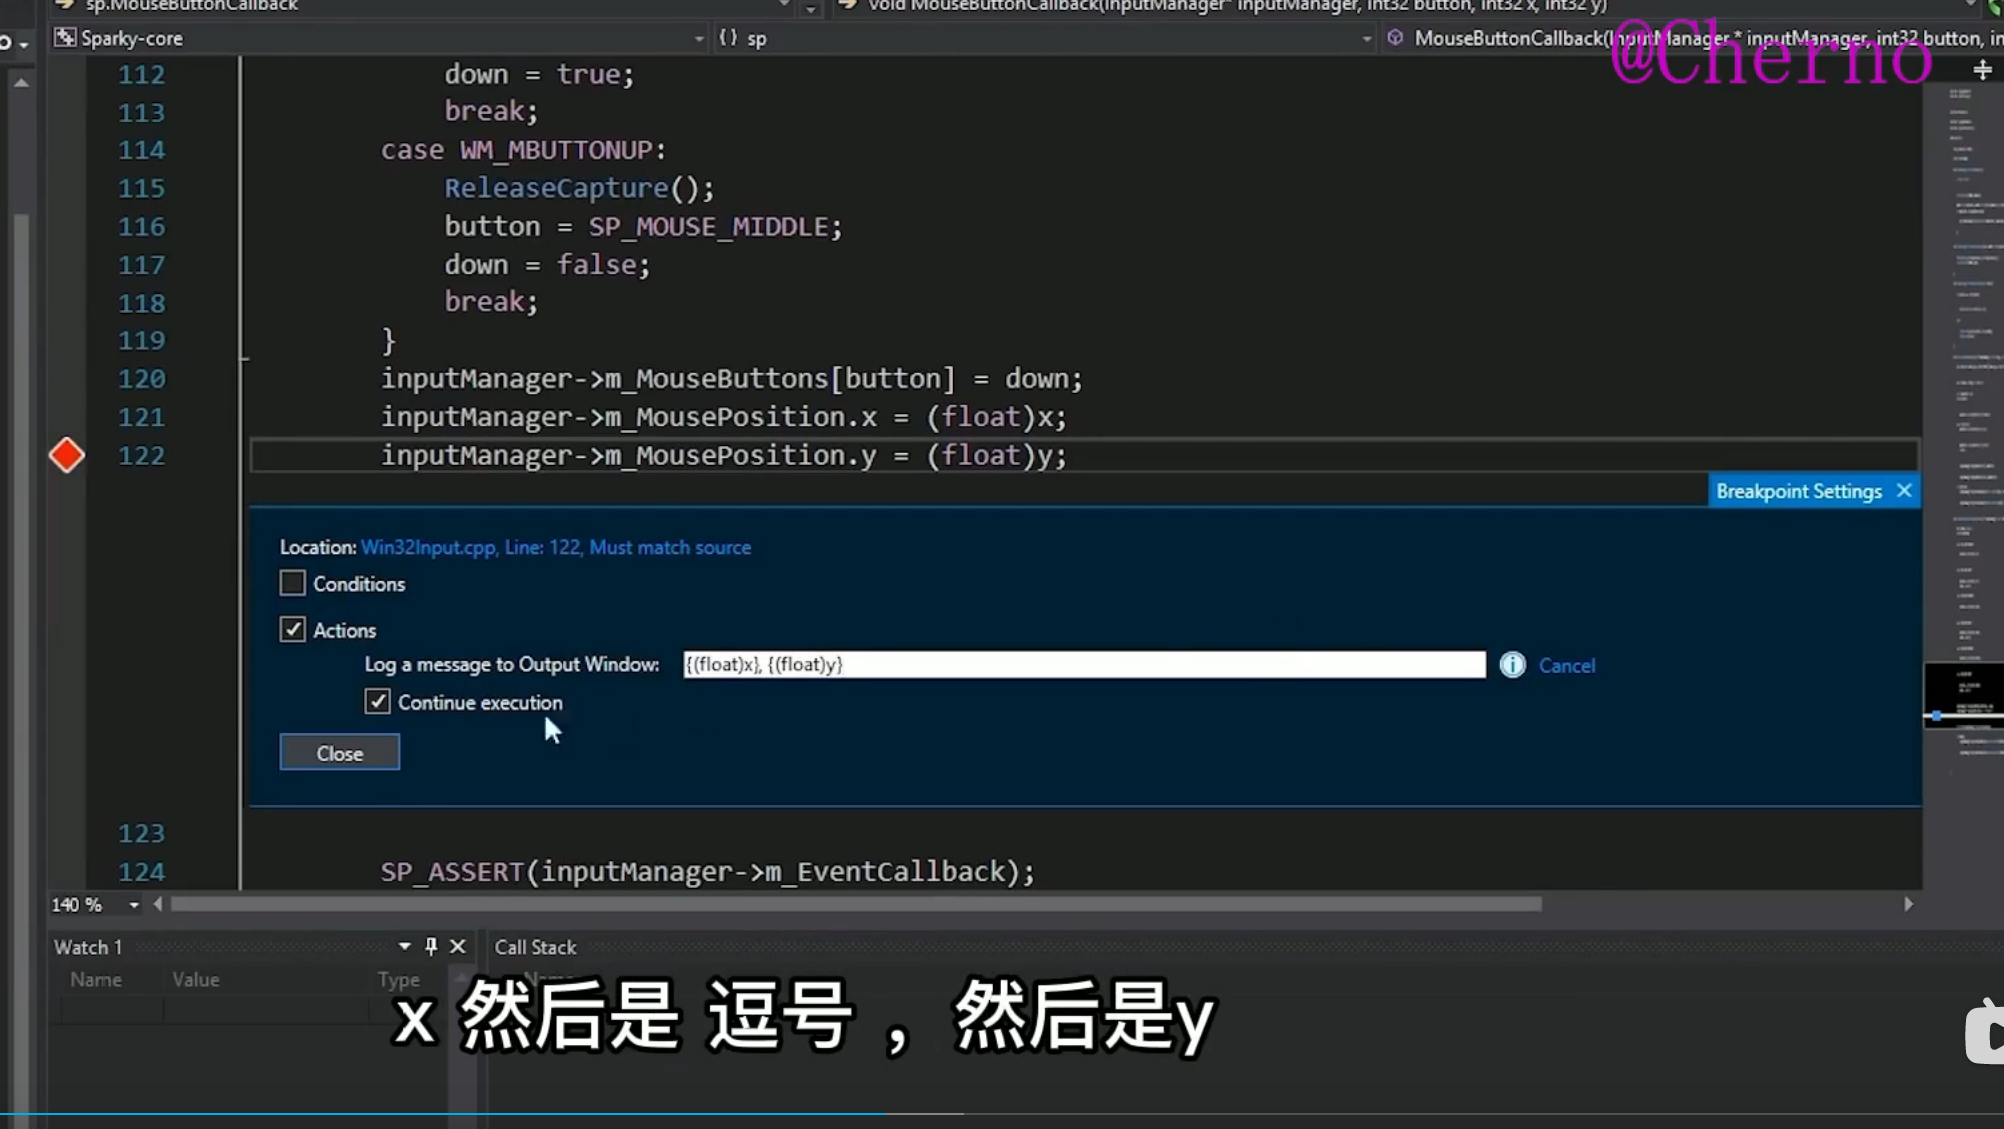 sp.MouseButtonCallback
void MouseButtonCallback(InputManager* inputManager, int32 button, int32 x, int32 y)
Sparky-core
{ } sp
MouseButtonCallback(InputManager * inputManager, int32 button, in
@Cherno
112 down = true;
113 break;
114 case WM_MBUTTONUP:
115 ReleaseCapture();
116 button = SP_MOUSE_MIDDLE;
117 down = false;
118 break;
119 }
120 inputManager->m_MouseButtons[button] = down;
121 inputManager->m_MousePosition.x = (float)x;
122 inputManager->m_MousePosition.y = (float)y;
Breakpoint Settings
Location: Win32Input.cpp, Line: 122, Must match source
Conditions
Actions
Log a message to Output Window: {(float)x}, {(float)y} Cancel
Continue execution
Close
123
124 SP_ASSERT(inputManager->m_EventCallback);
140 %
Watch 1
Call Stack
Name Value Type
Name
x 然后是 逗号 ，然后是y